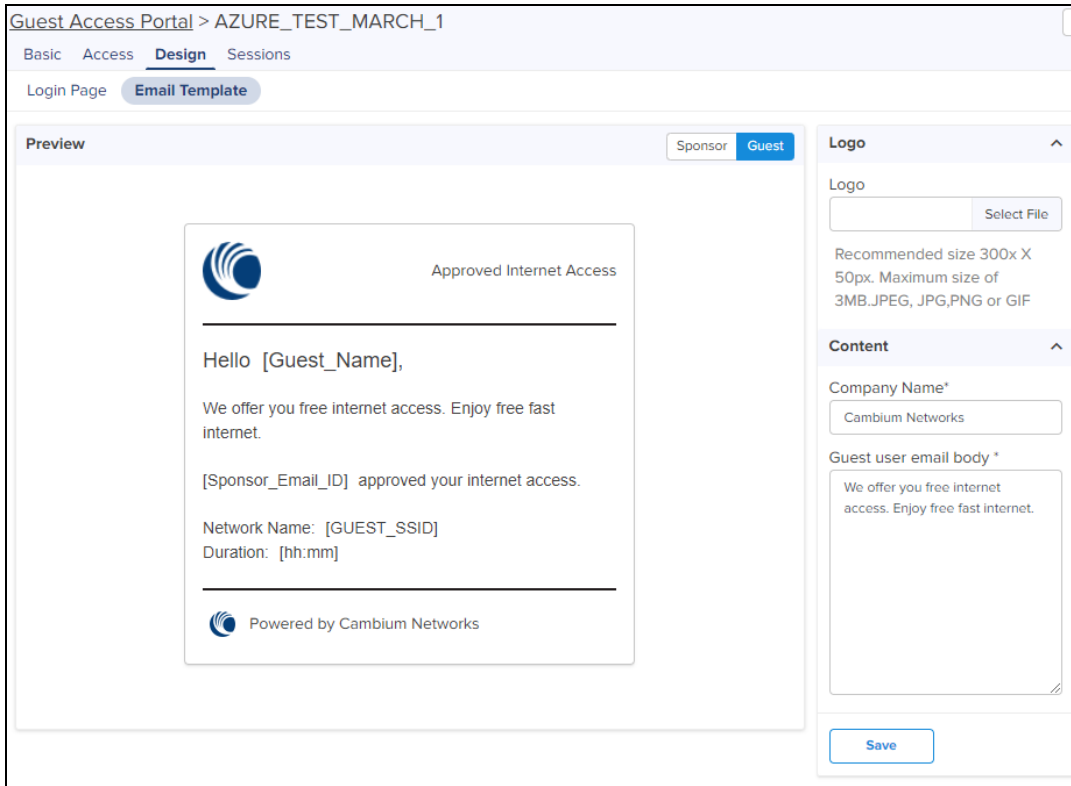 Guest Access Portal > AZURE_TEST_MARCH_1
Basic Access Design Sessions
Login Page Email Template
Preview
Sponsor Guest
Approved Internet Access
Hello [Guest_Name],
We offer you free internet access. Enjoy free fast
internet.
[Sponsor_Email_ID] approved your internet access.
Network Name: [GUEST_SSID]
Duration: [hh:mm]
Powered by Cambium Networks
Logo
Logo
Select File
Recommended size 300x X
50px. Maximum size of
3MB.JPEG, JPG,PNG or GIF
Content
Company Name*
Cambium Networks
Guest user email body *
We offer you free internet
access. Enjoy free fast internet.
Save